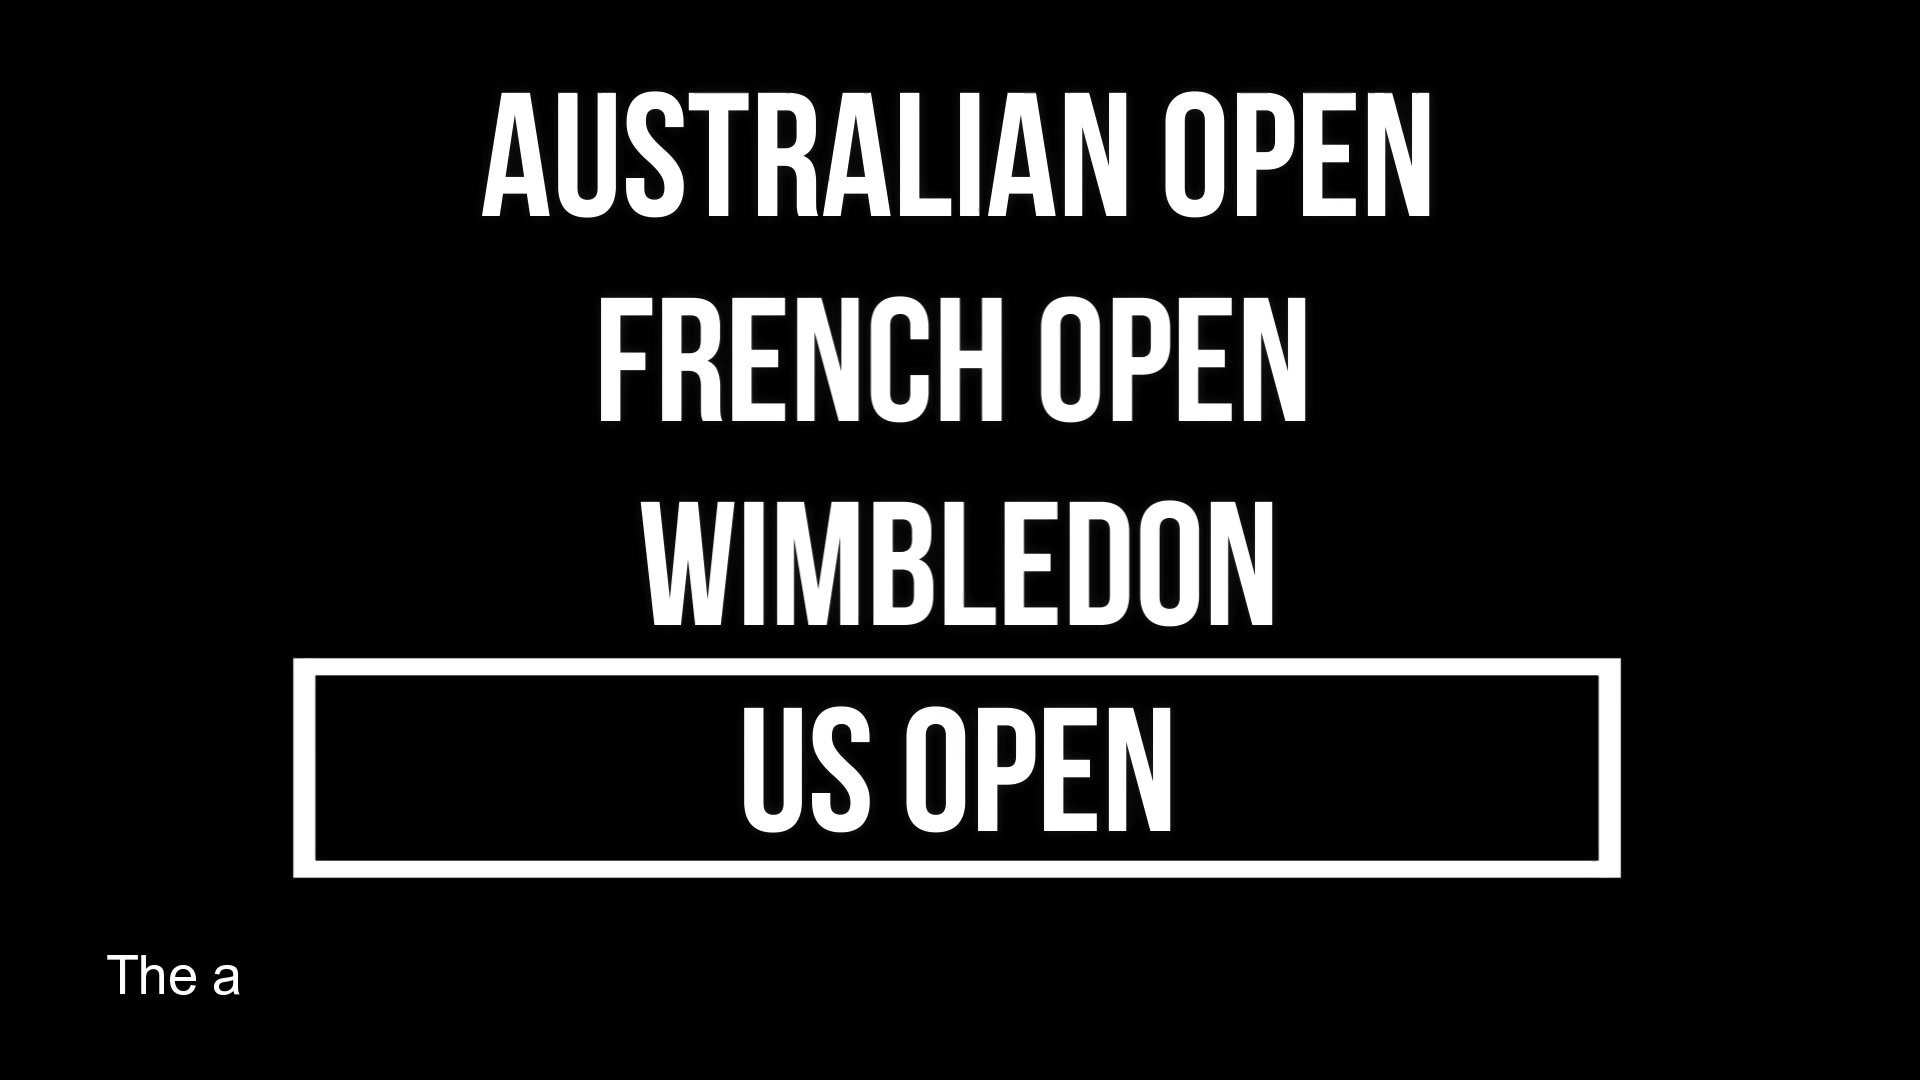 AUSTRALIAN OPEN
FRENCH OPEN
WIMBLEDON
US OPEN
The a